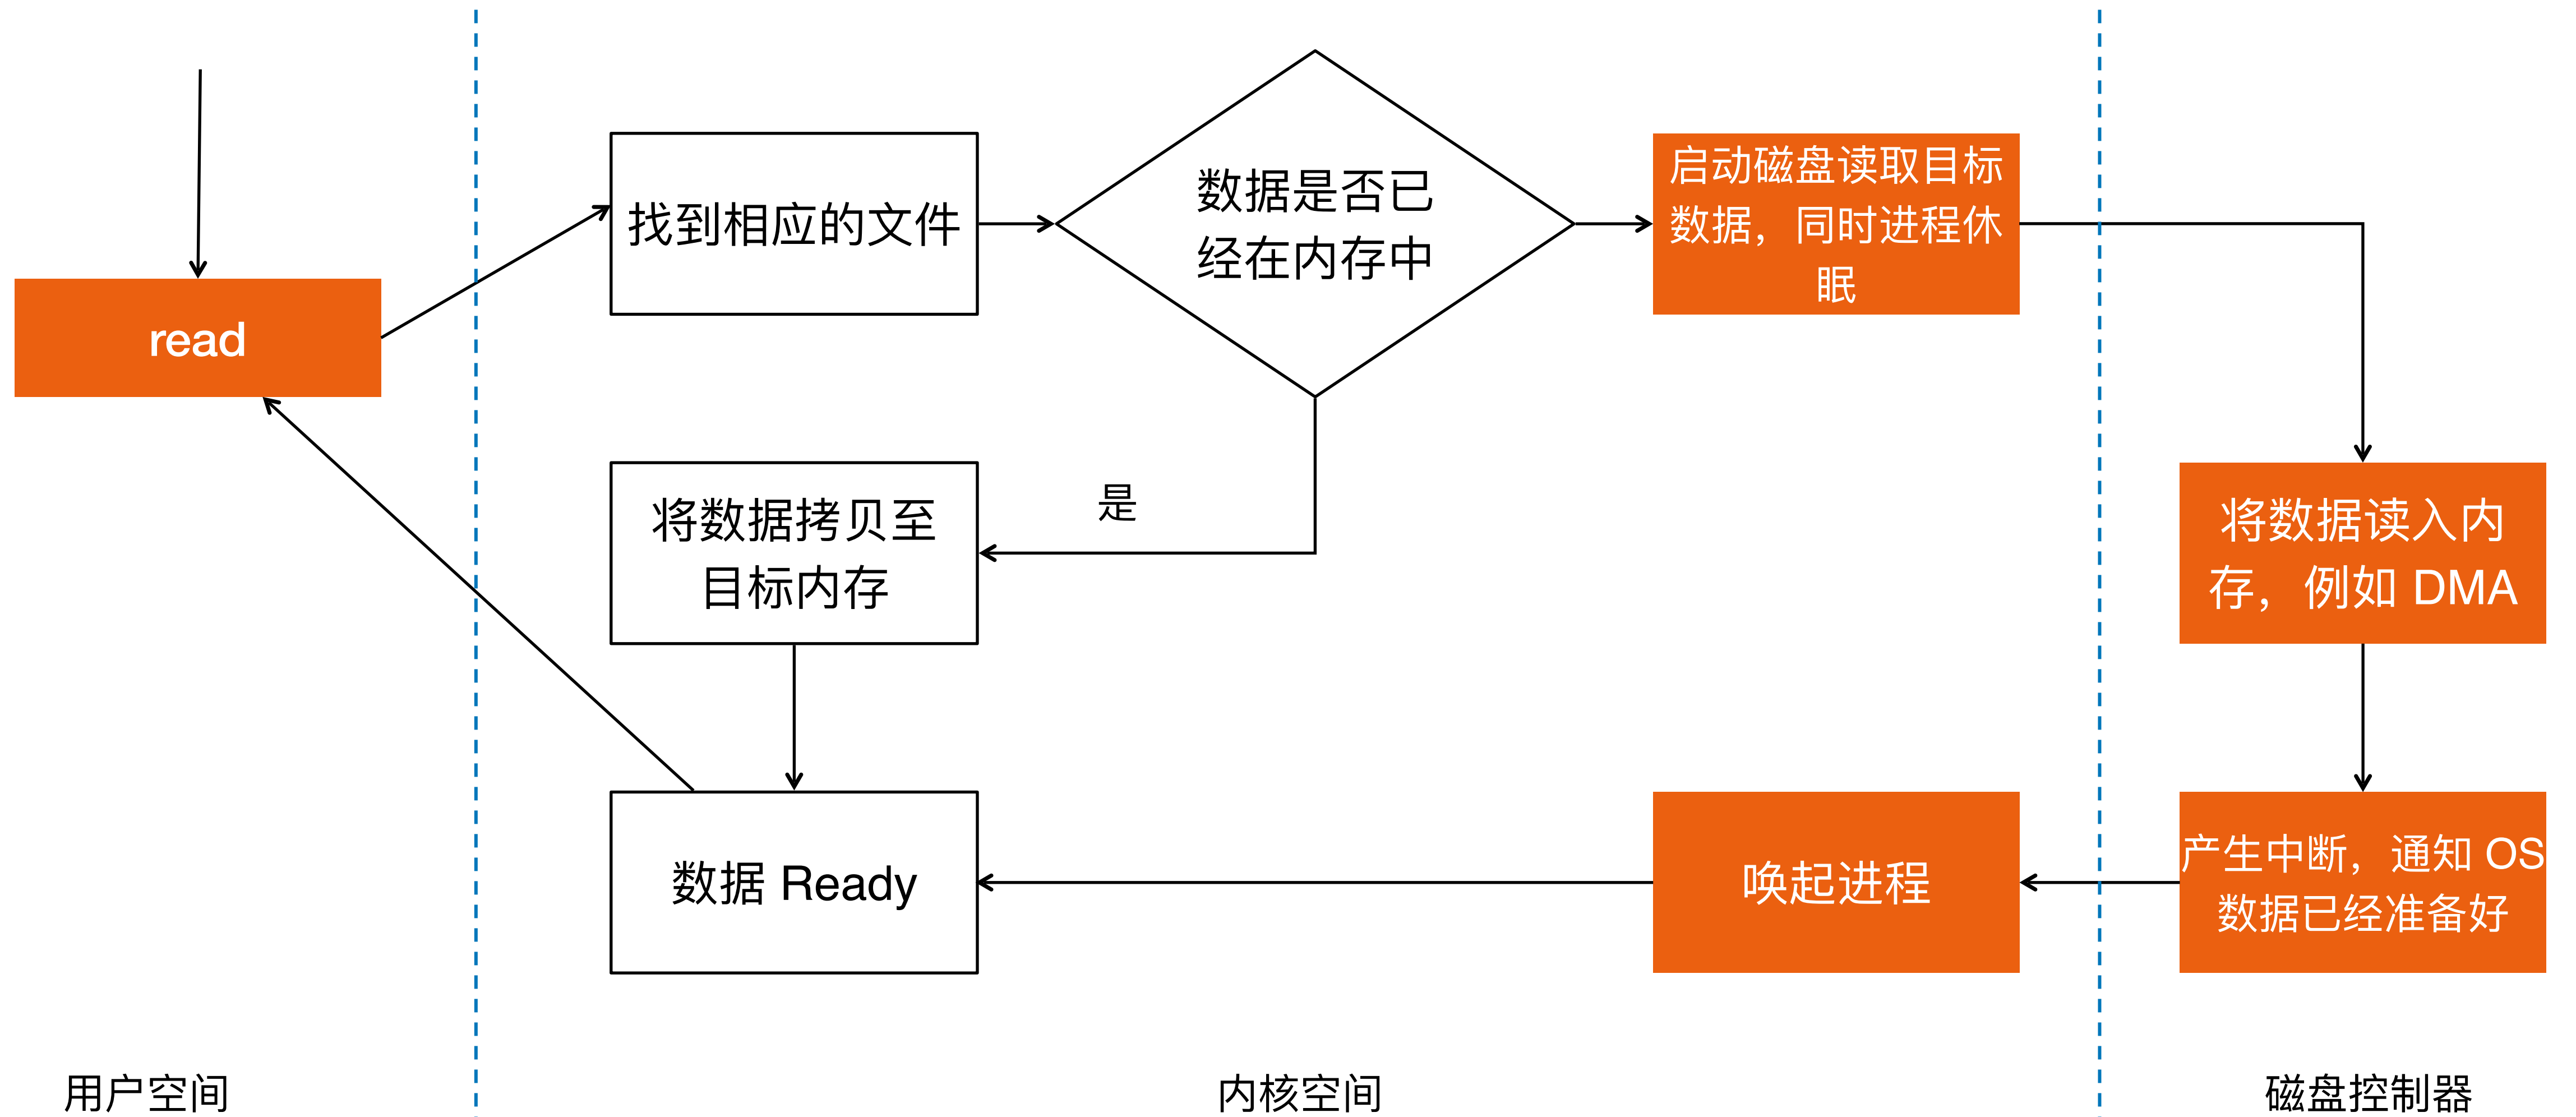 read
找到相应的文件
数据是否已
经在内存中
启动磁盘读取目标
数据，同时进程休
眠
将数据拷贝至
目标内存
是
将数据读入内
存，例如 DMA
数据 Ready
唤起进程
产生中断，通知 OS
数据已经准备好
用户空间
内核空间
磁盘控制器